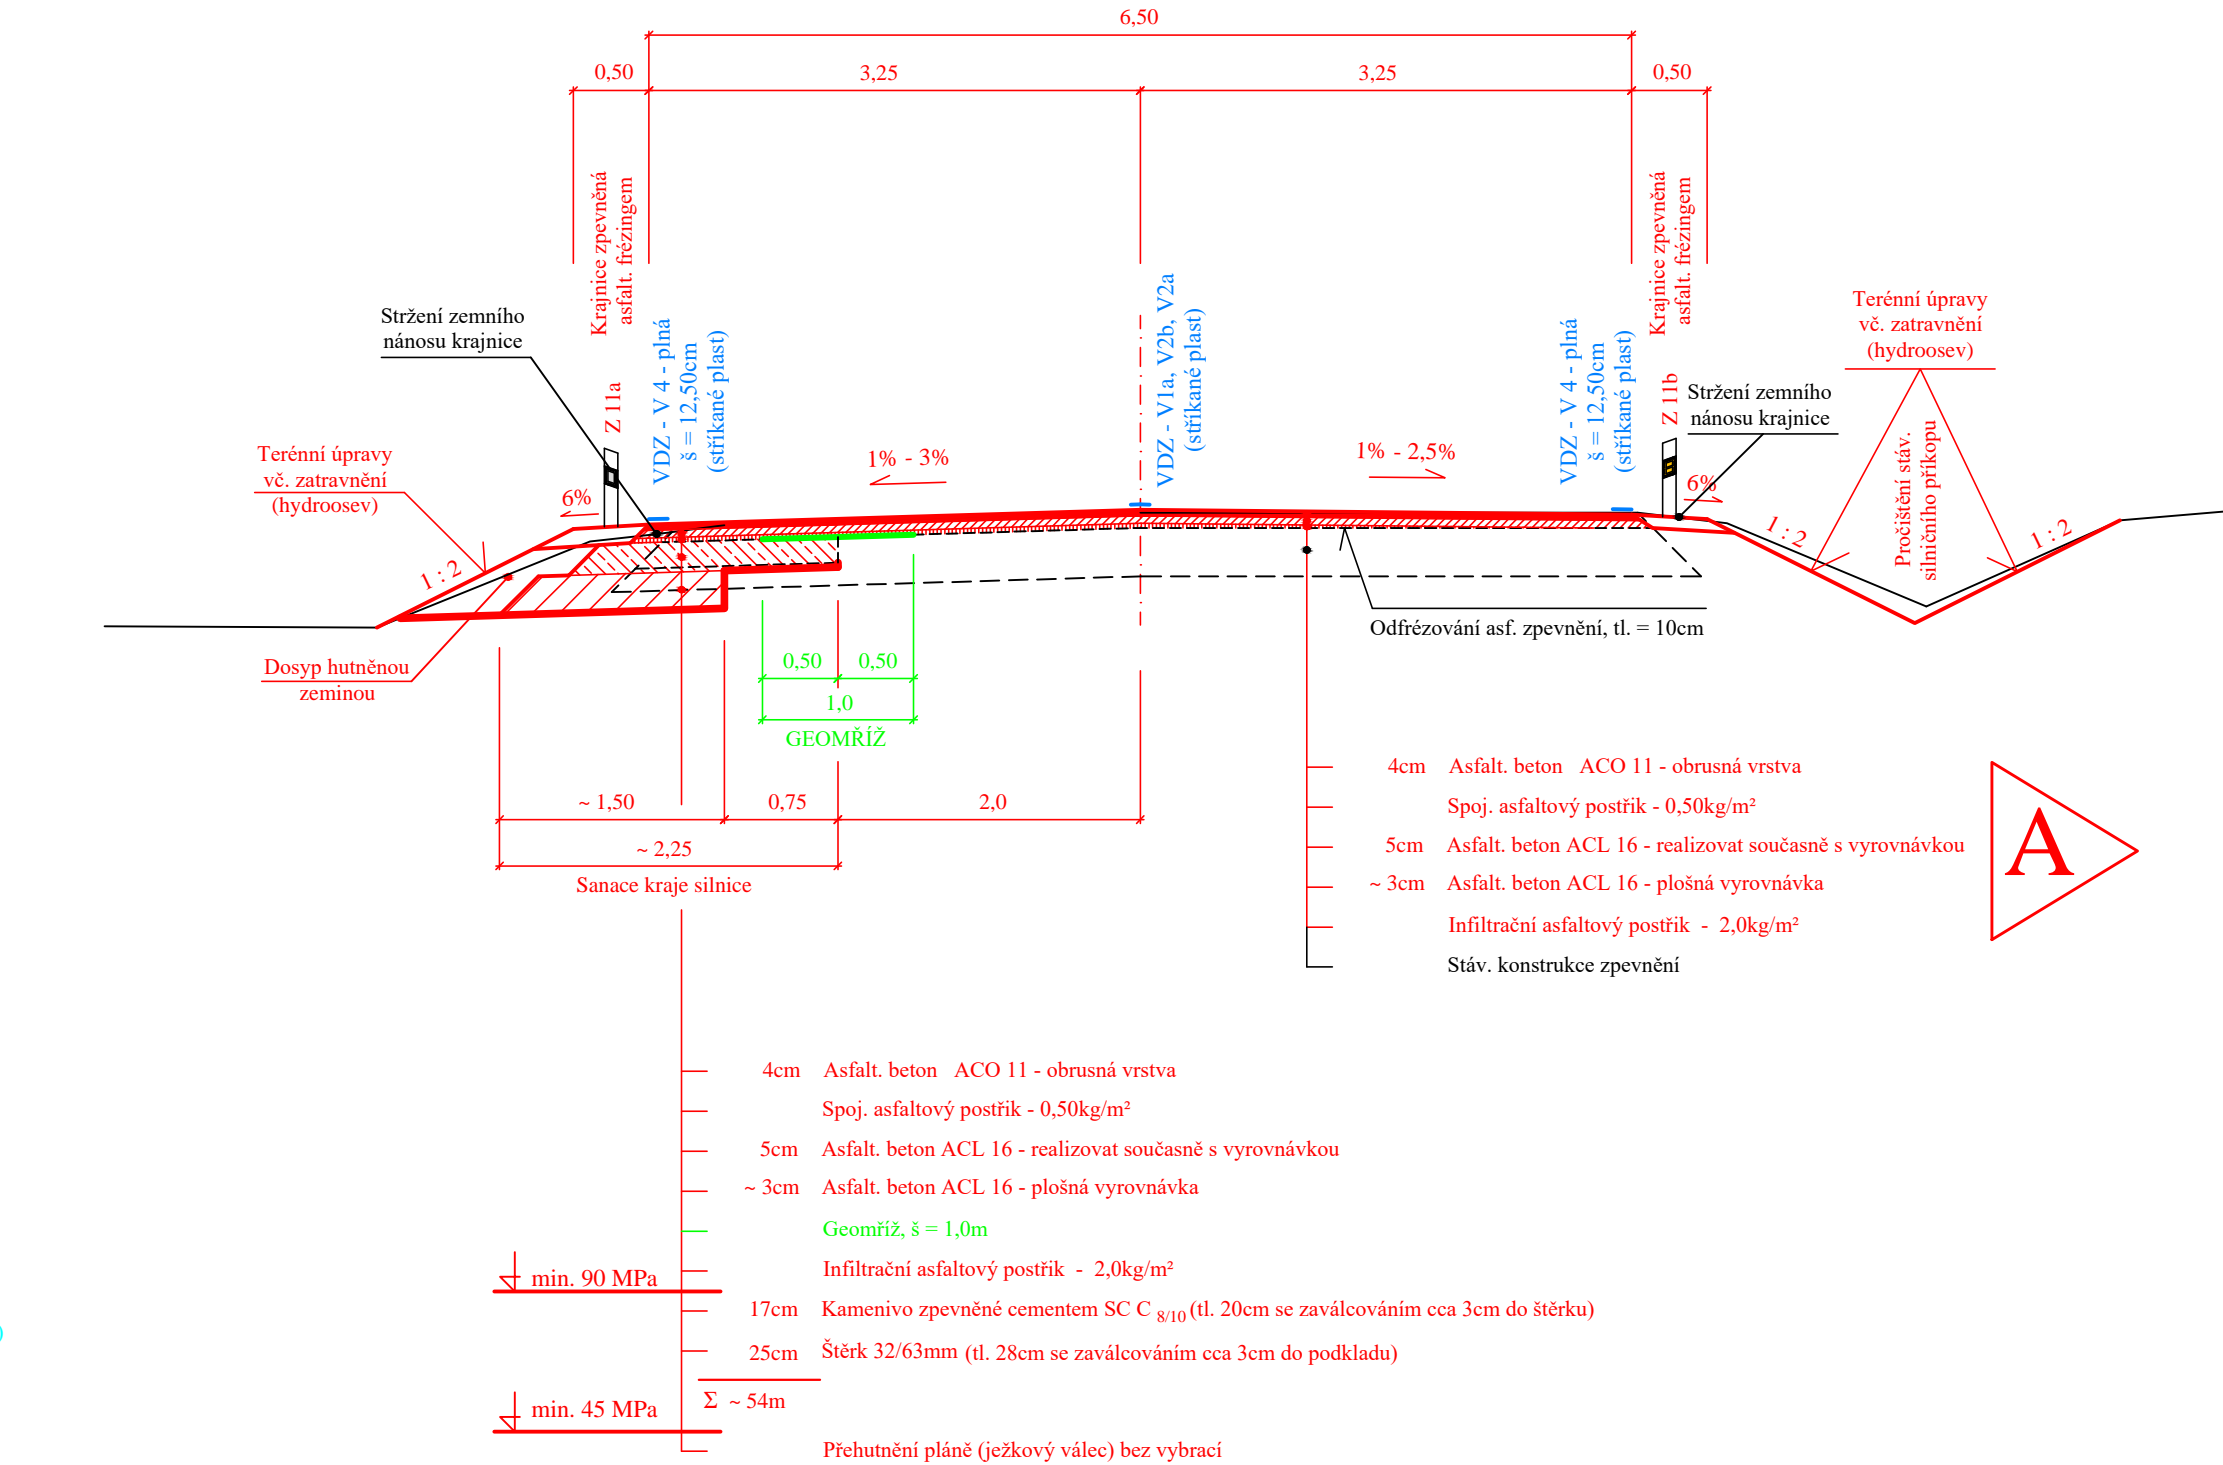 6,50
0,50
3,25
3,25
0,50
Krajnice zpevněná
asfalt. frézingem
Krajnice zpevněná
asfalt. frézingem
Stržení zemního
nánosu krajnice
Z 11a
VDZ - V 4 - plná
š = 12,50cm
(stříkané plast)
VDZ - V1a, V2b, V2a
(stříkané plast)
VDZ - V 4 - plná
š = 12,50cm
(stříkané plast)
Z 11b
Stržení zemního
nánosu krajnice
Terénní úpravy
vč. zatravnění
(hydroosev)
Terénní úpravy
vč. zatravnění
(hydroosev)
Pročištění stáv.
silničního příkopu
6%
1% - 3%
1% - 2,5%
6%
1 : 2
1 : 2
1 : 2
Dosyp hutněnou
zeminou
Odfrézování asf. zpevnění, tl. = 10cm
0,50
0,50
1,0
GEOMŘÍŽ
~ 1,50
0,75
2,0
~ 2,25
Sanace kraje silnice
4cm Asfalt. beton ACO 11 - obrusná vrstva
Spoj. asfaltový postřik - 0,50kg/m²
5cm Asfalt. beton ACL 16 - realizovat současně s vyrovnávkou
~ 3cm Asfalt. beton ACL 16 - plošná vyrovnávka
Infiltrační asfaltový postřik - 2,0kg/m²
Stáv. konstrukce zpevnění
A
4cm Asfalt. beton ACO 11 - obrusná vrstva
Spoj. asfaltový postřik - 0,50kg/m²
5cm Asfalt. beton ACL 16 - realizovat současně s vyrovnávkou
~ 3cm Asfalt. beton ACL 16 - plošná vyrovnávka
Geomříž, š = 1,0m
Infiltrační asfaltový postřik - 2,0kg/m²
min. 90 MPa
17cm Kamenivo zpevněné cementem SC C 8/10 (tl. 20cm se zaválcováním cca 3cm do štěrku)
25cm Štěrk 32/63mm (tl. 28cm se zaválcováním cca 3cm do podkladu)
Σ ~ 54m
min. 45 MPa
Přehutnění pláně (ježkový válec) bez vybrací
)